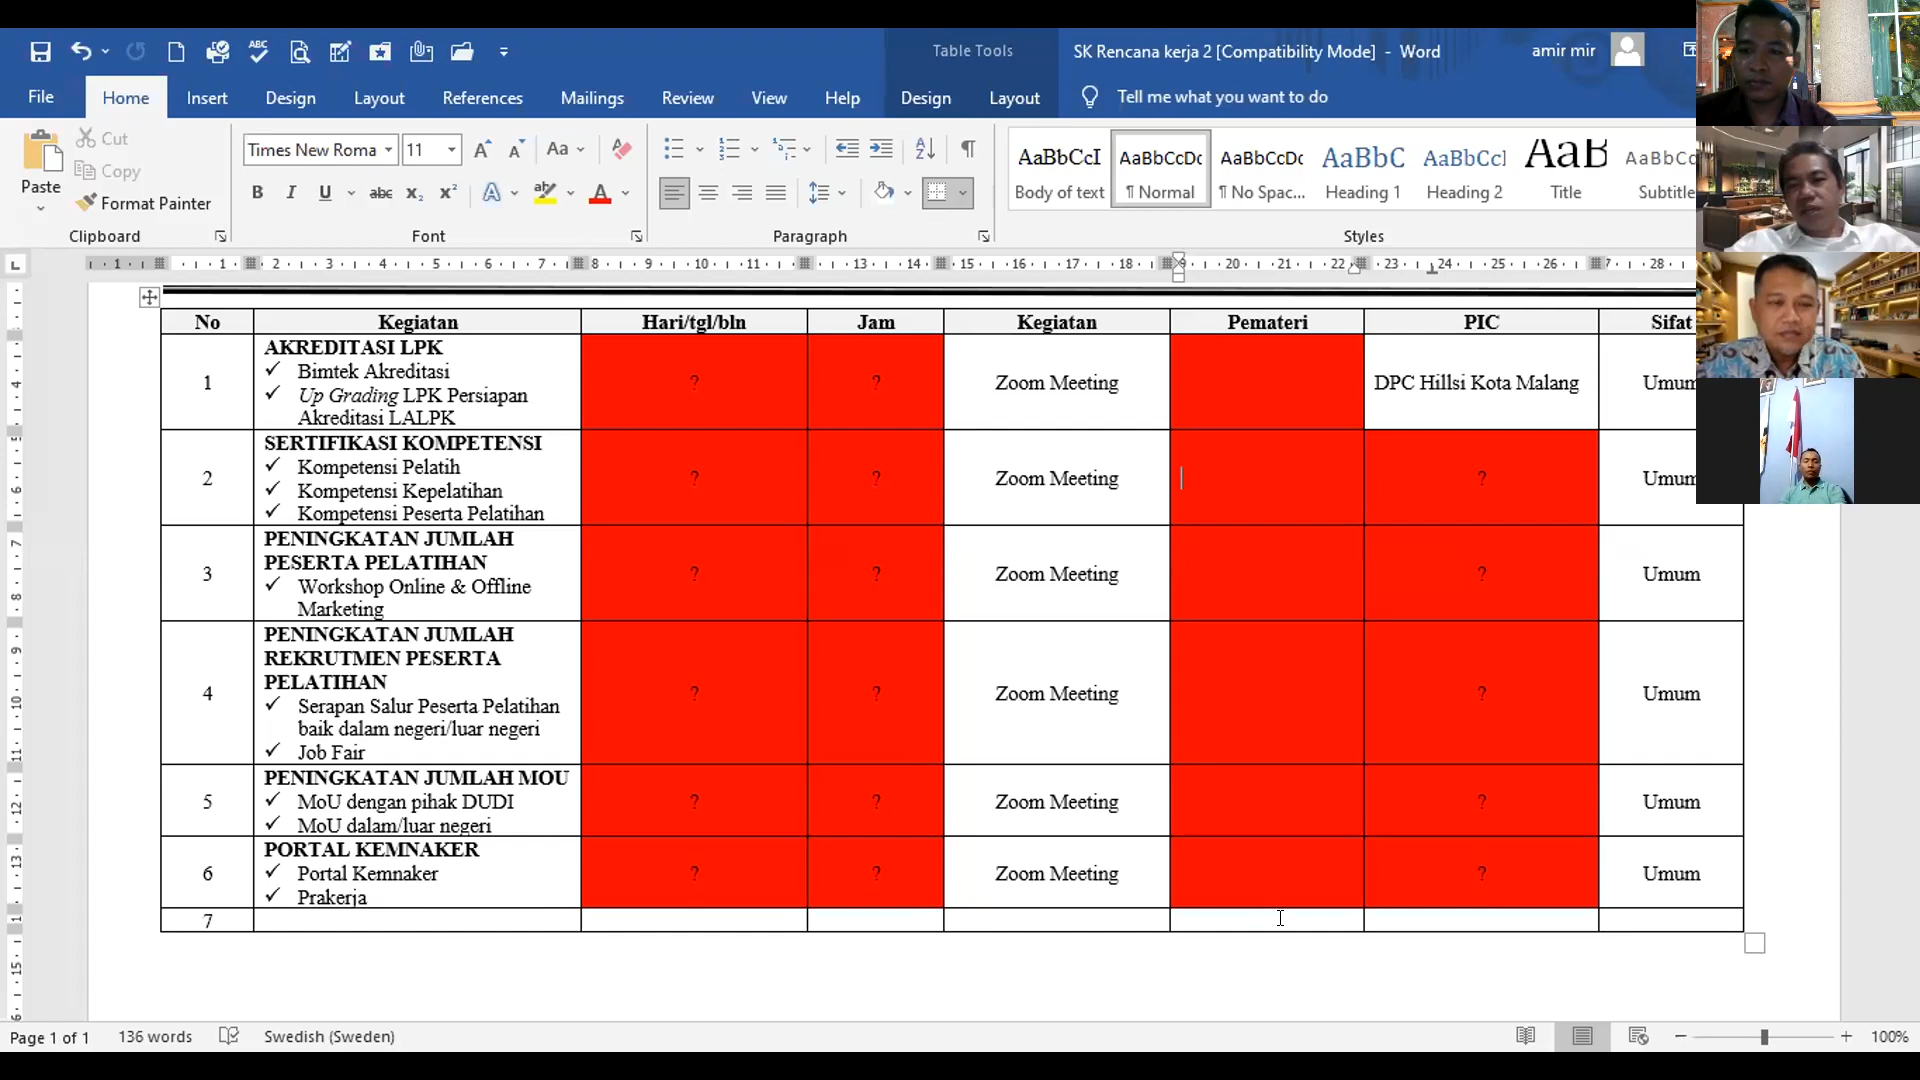 Table Tools
SK Rencana kerja 2 [Compatibility Mode] - Word
amir mir
File Home Insert Design Layout References Mailings Review View Help Design Layout Tell me what you want to do
Paste
Cut
Copy
Format Painter
Clipboard
Times New Roma 11
Font
Paragraph
AaBbCcI AaBbCcDc AaBbCcDc AaBbC AaBbCcI AaB AaBbCcD
Body of text ¶ Normal ¶ No Spac... Heading 1 Heading 2 Title Subtitle
Styles
No Kegiatan Hari/tgl/bln Jam Kegiatan Pemateri PIC Sifat
1
AKREDITASI LPK
✓ Bimtek Akreditasi
✓ Up Grading LPK Persiapan
Akreditasi LALPK
? ? Zoom Meeting DPC Hillsi Kota Malang Umum
2
SERTIFIKASI KOMPETENSI
✓ Kompetensi Pelatih
✓ Kompetensi Kepelatihan
✓ Kompetensi Peserta Pelatihan
? ? Zoom Meeting ? Umum
3
PENINGKATAN JUMLAH
PESERTA PELATIHAN
✓ Workshop Online & Offline
Marketing
? ? Zoom Meeting ? Umum
4
PENINGKATAN JUMLAH
REKRUTMEN PESERTA
PELATIHAN
✓ Serapan Salur Peserta Pelatihan
baik dalam negeri/luar negeri
✓ Job Fair
? ? Zoom Meeting ? Umum
5
PENINGKATAN JUMLAH MOU
✓ MoU dengan pihak DUDI
✓ MoU dalam/luar negeri
? ? Zoom Meeting ? Umum
6
PORTAL KEMNAKER
✓ Portal Kemnaker
✓ Prakerja
? ? Zoom Meeting ? Umum
7
Page 1 of 1 136 words Swedish (Sweden) 100%